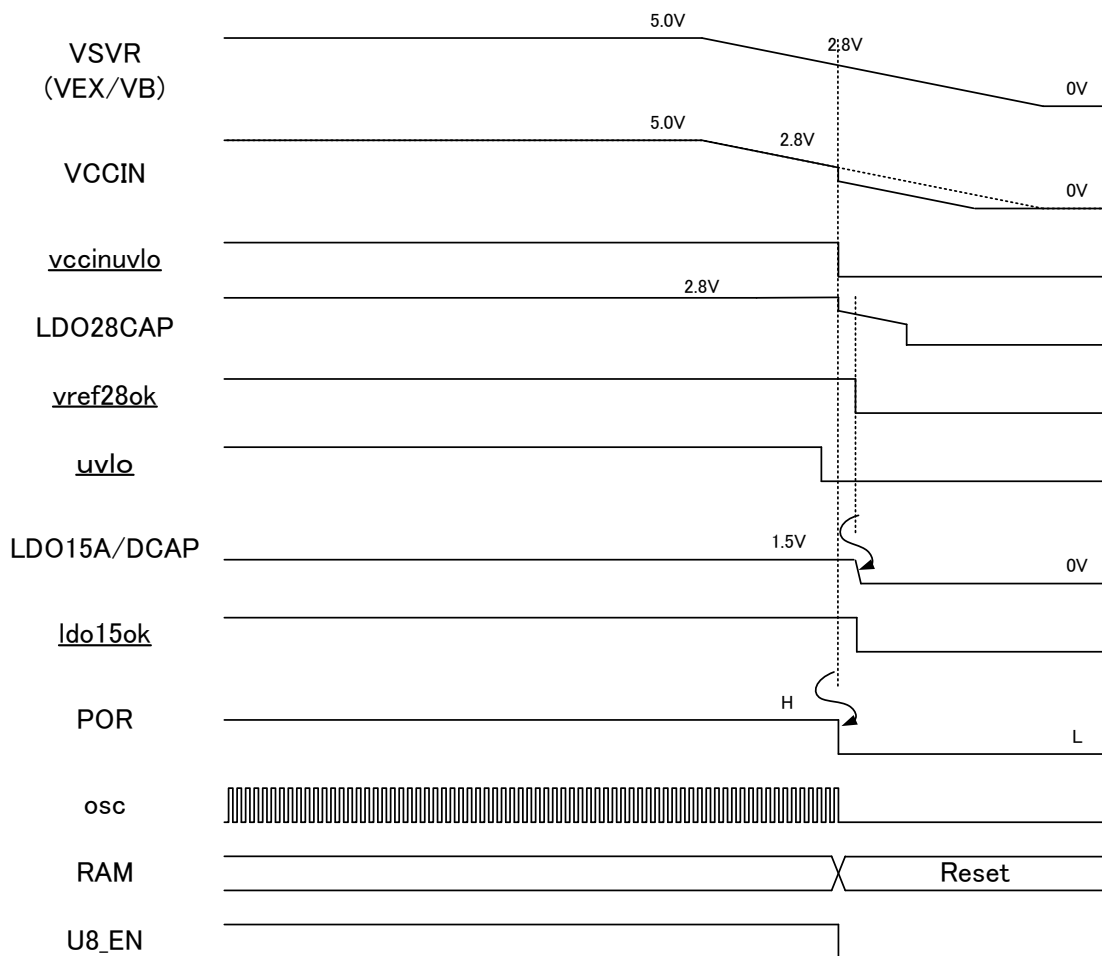 5.0V
2.8V
VSVR
(VEX/VB)
0V
5.0V
2.8V
VCCIN
0V
vccinuvlo
2.8V
LDO28CAP
vref28ok
uvlo
1.5V
LDO15A/DCAP
0V
ldo15ok
H
POR
L
osc
RAM
Reset
U8_EN